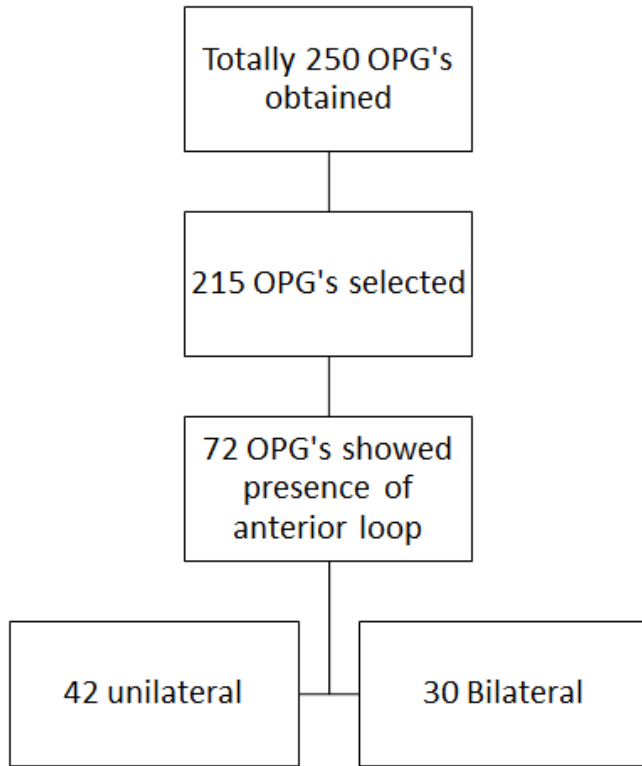 Totally 250 OPG's
obtained
215 OPG's selected
72 OPG's showed
presence of
anterior loop
42 unilateral
30 Bilateral